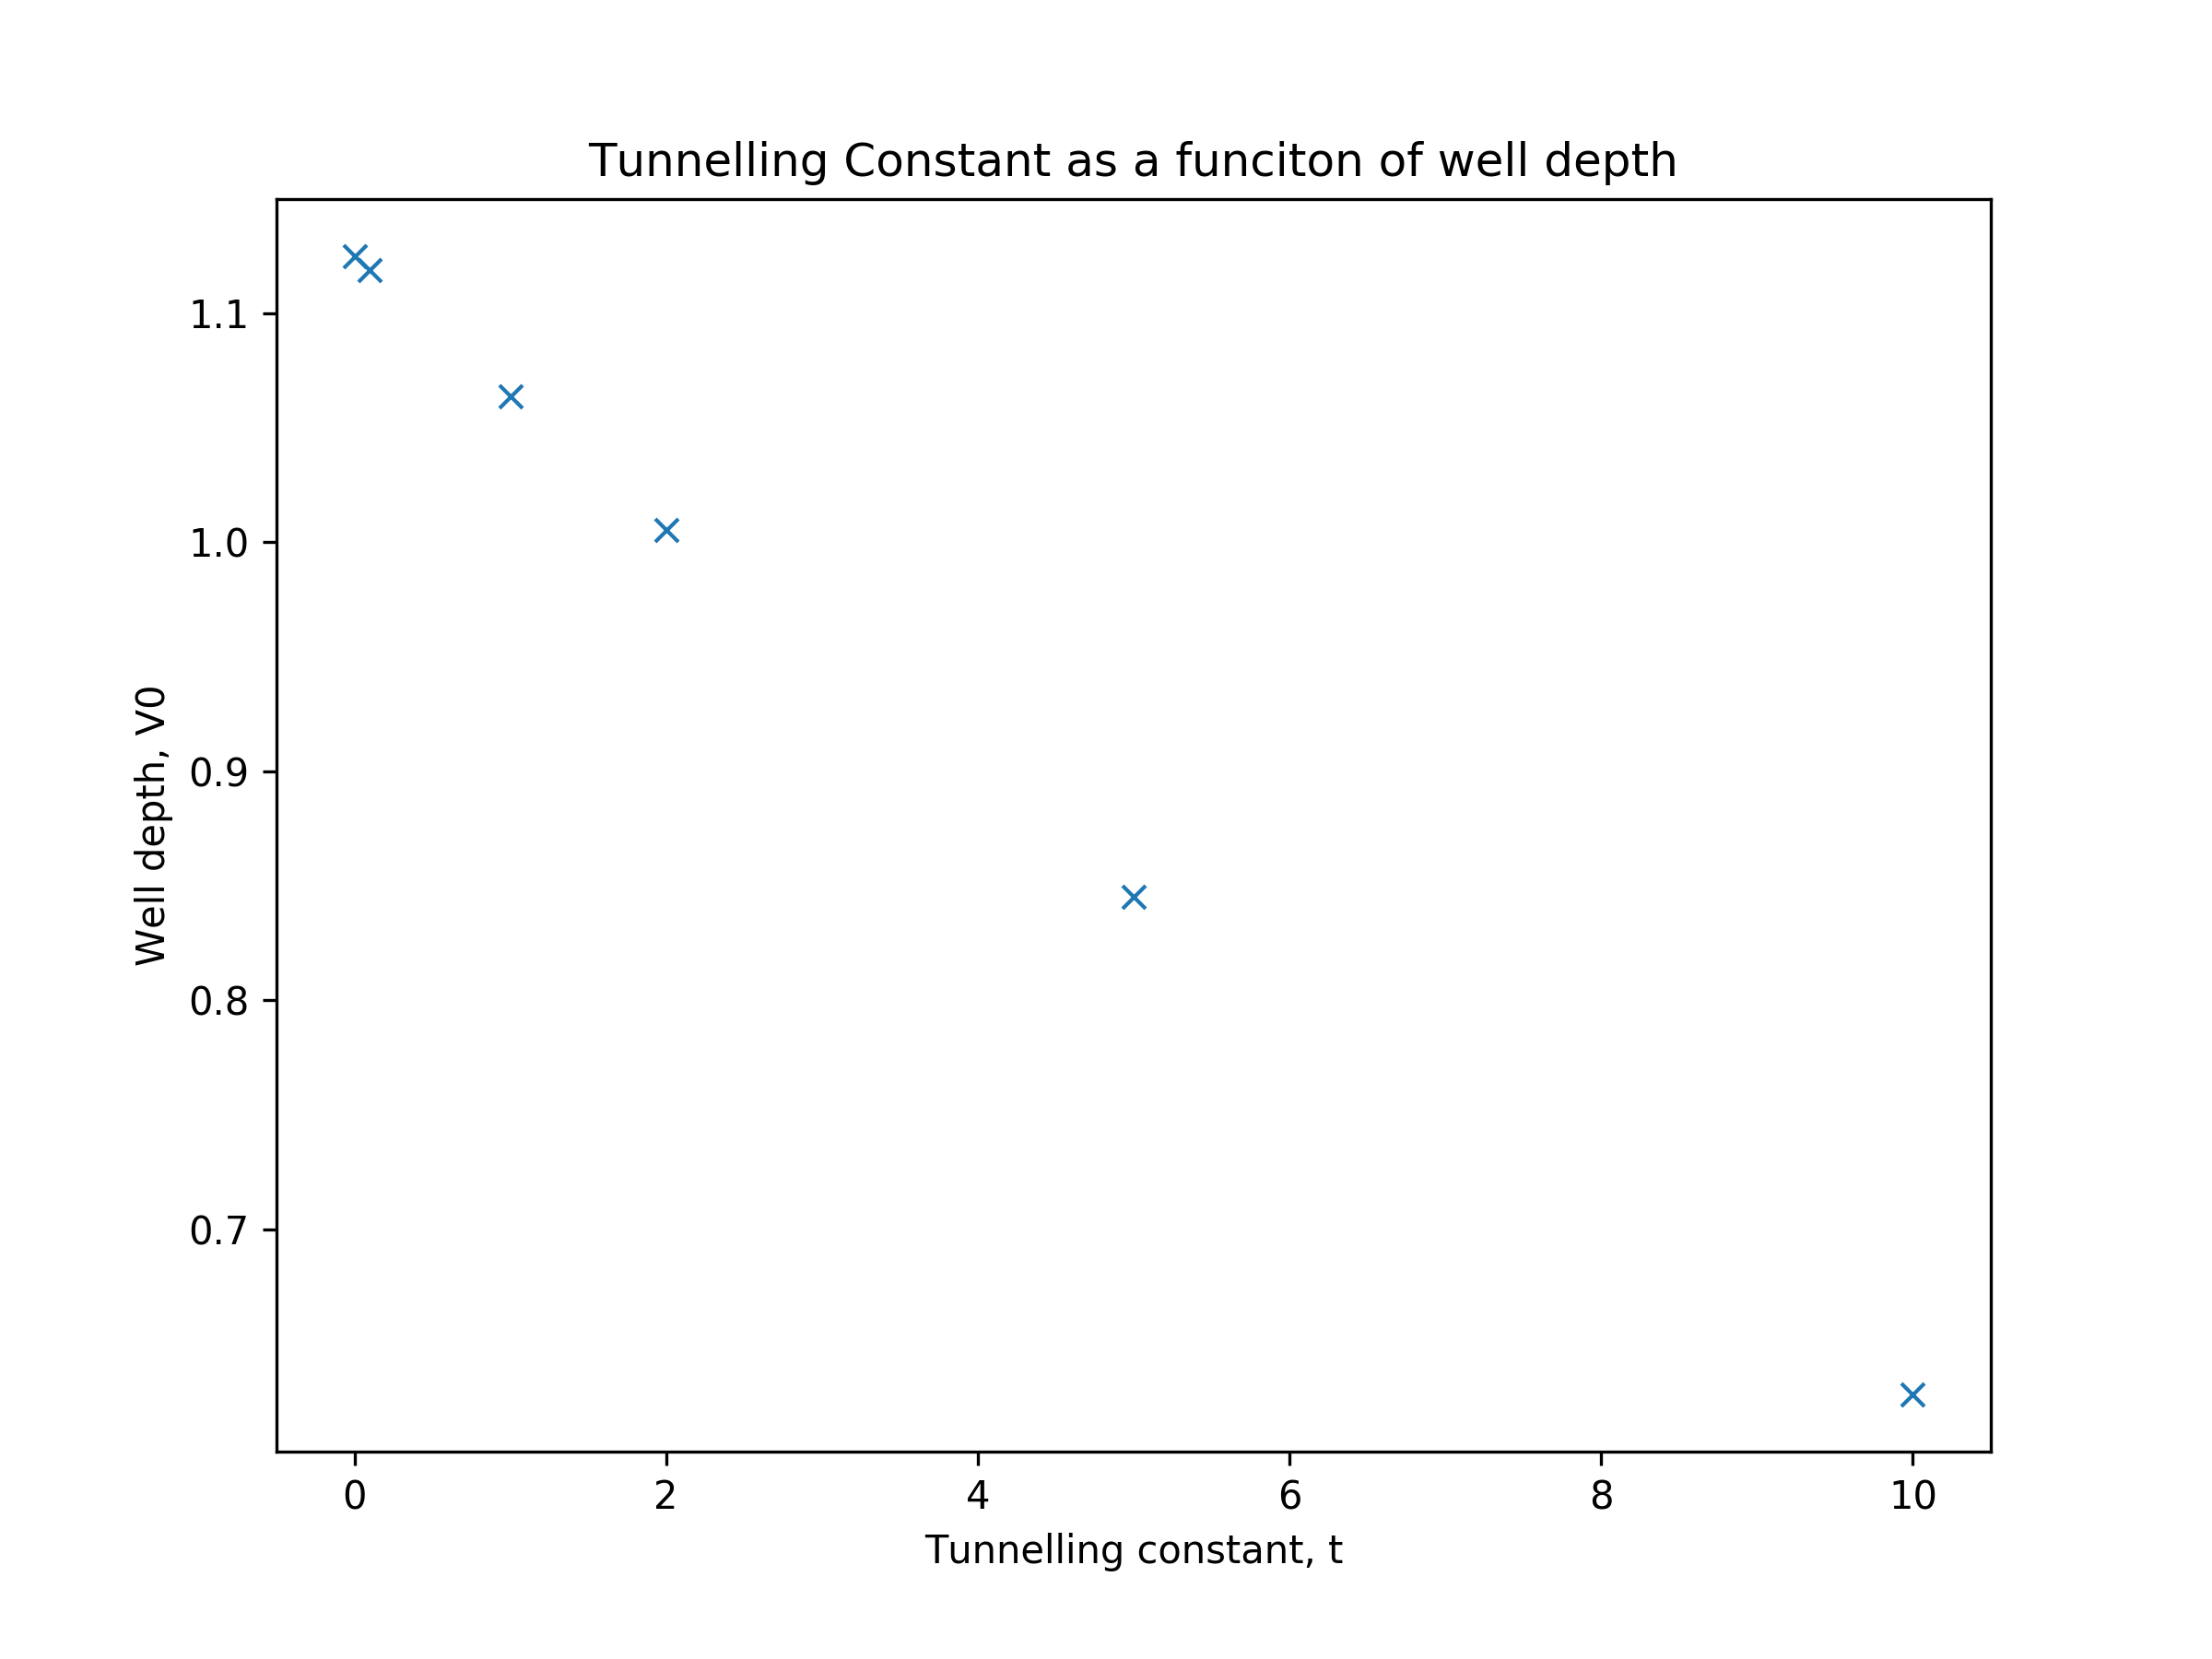 Tunnelling Constant as a funciton of well depth
1.1
1.0
0.9
0.8
0.7
Well depth, V0
0 2 4 6 8 10
Tunnelling constant, t